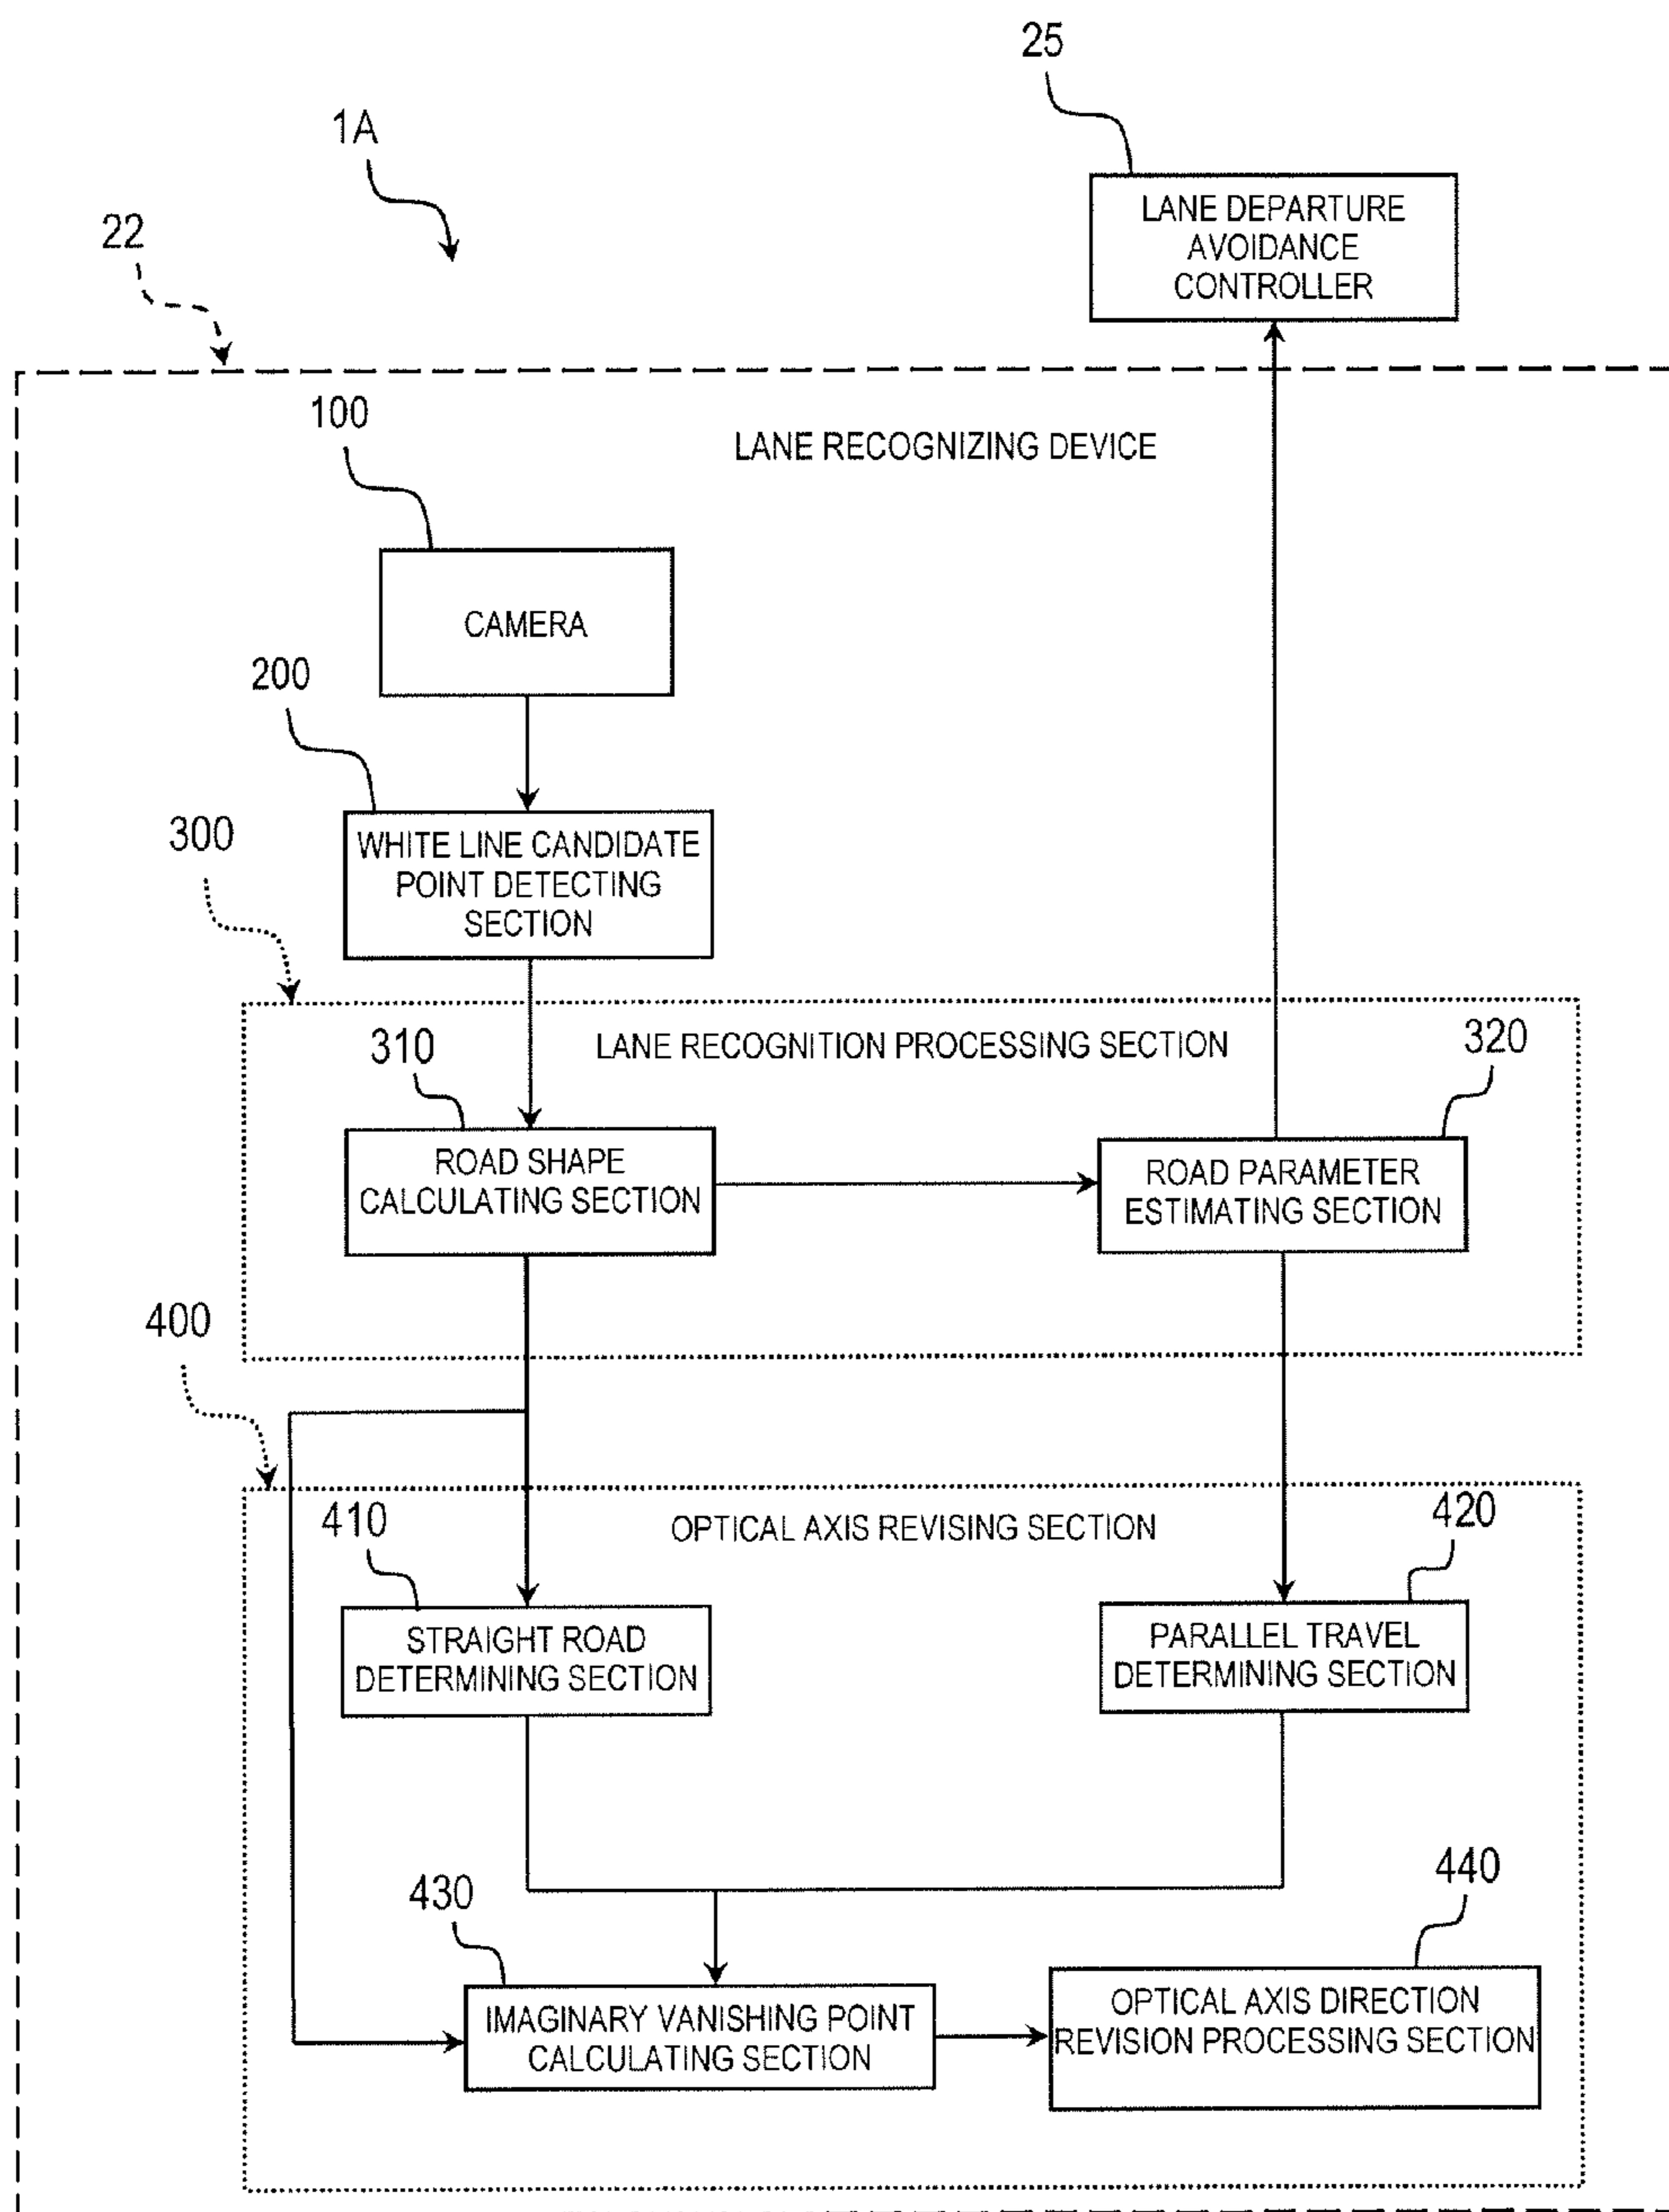 25
1A
LANE DEPARTURE
AVOIDANCE
CONTROLLER
22
100
LANE RECOGNIZING DEVICE
CAMERA
200
WHITE LINE CANDIDATE
POINT DETECTING
SECTION
300
310
LANE RECOGNITION PROCESSING SECTION
320
ROAD SHAPE
CALCULATING SECTION
ROAD PARAMETER
ESTIMATING SECTION
400
410
OPTICAL AXIS REVISING SECTION
420
STRAIGHT ROAD
DETERMINING SECTION
PARALLEL TRAVEL
DETERMINING SECTION
430
440
IMAGINARY VANISHING POINT
CALCULATING SECTION
OPTICAL AXIS DIRECTION
REVISION PROCESSING SECTION